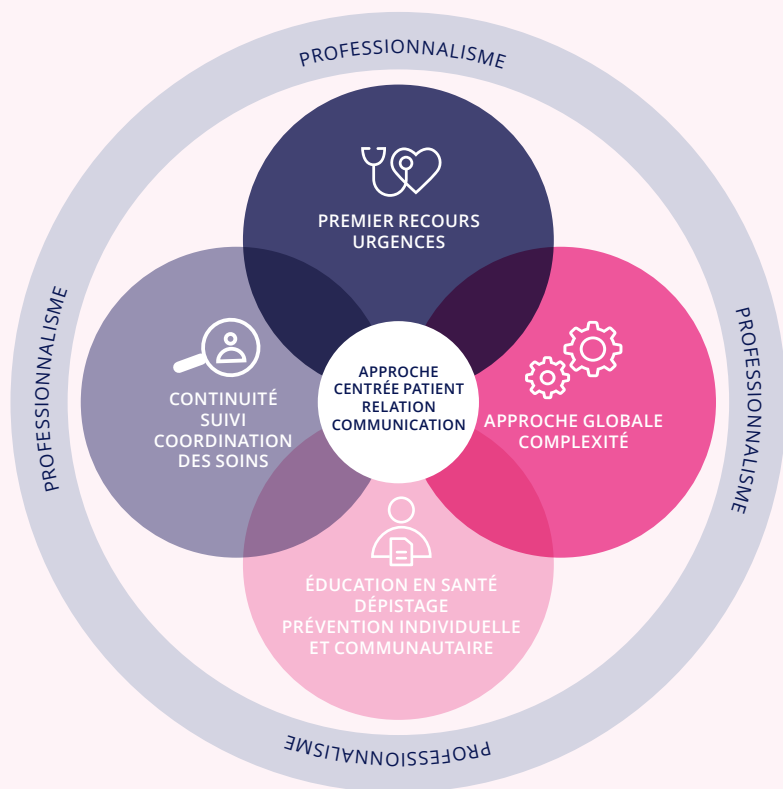 PROFESSIONNALISME
PREMIER RECOURS
URGENCES
PROFESSIONNALISME
CONTINUITÉ
SUIVI
COORDINATION
DES SOINS
APPROCHE
CENTRÉE PATIENT
RELATION
COMMUNICATION
APPROCHE GLOBALE
COMPLEXITÉ
PROFESSIONNALISME
ÉDUCATION EN SANTÉ
DÉPISTAGE
PRÉVENTION INDIVIDUELLE
ET COMMUNAUTAIRE
PROFESSIONNALISME